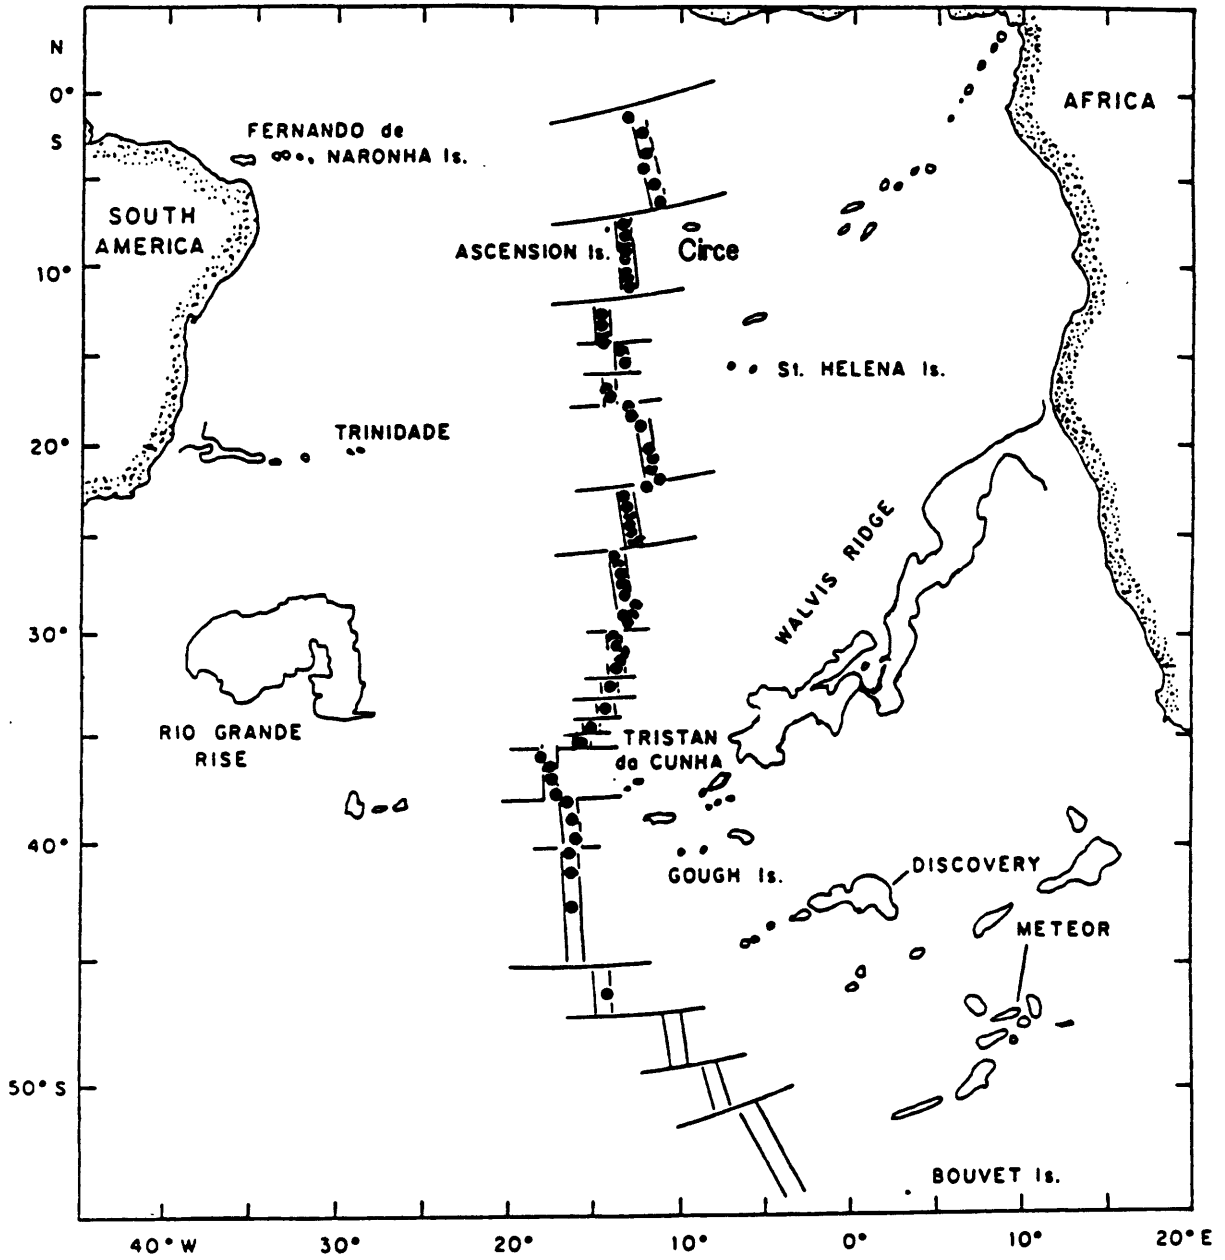 N
0°
S
10°
20°
30°
40°
50° S
AFRICA
FERNANDO de
NARONHA Is.
SOUTH
AMERICA
ASCENSION Is.
Circe
St. HELENA Is.
TRINIDADE
WALVIS RIDGE
RIO GRANDE
RISE
TRISTAN
da CUNHA
GOUGH Is.
DISCOVERY
METEOR
BOUVET Is.
40° W
30°
20°
10°
0°
10°
20° E